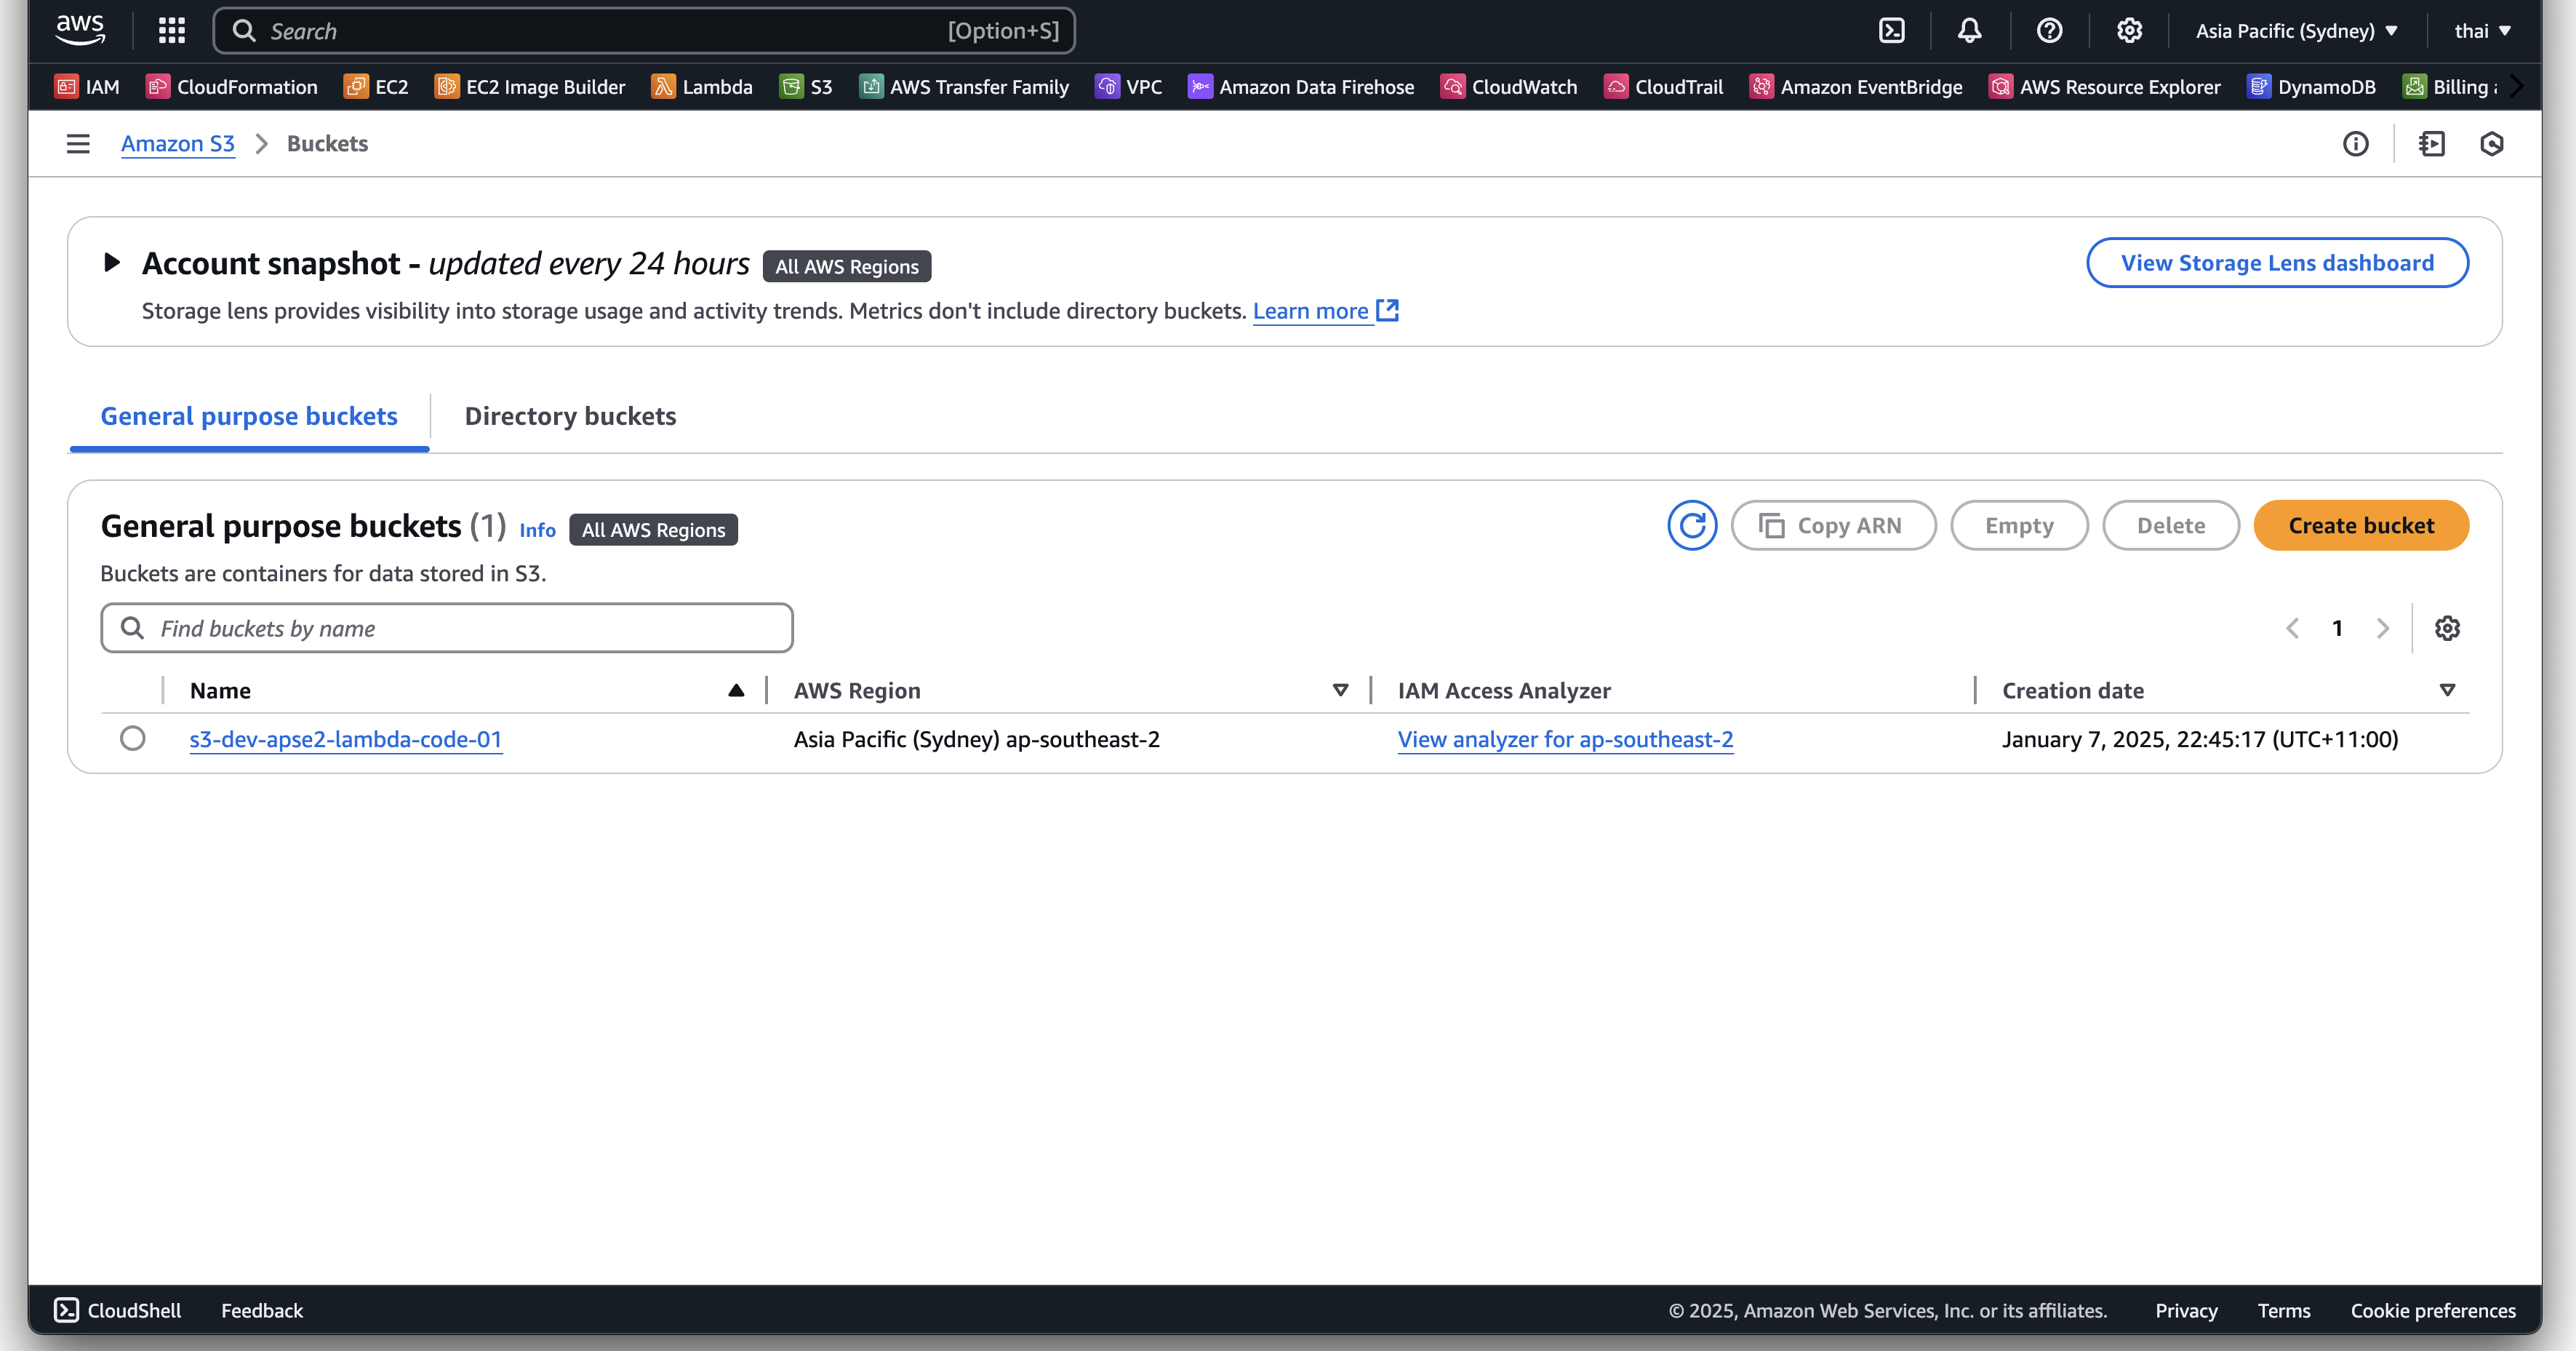 aws
Search [Option+S] Asia Pacific (Sydney) thai
IAM CloudFormation EC2 EC2 Image Builder Lambda S3 AWS Transfer Family VPC Amazon Data Firehose CloudWatch CloudTrail Amazon EventBridge AWS Resource Explorer DynamoDB Billing
Amazon S3 Buckets
Account snapshot - updated every 24 hours All AWS Regions View Storage Lens dashboard
Storage lens provides visibility into storage usage and activity trends. Metrics don't include directory buckets. Learn more
General purpose buckets Directory buckets
General purpose buckets (1) Info All AWS Regions Copy ARN Empty Delete Create bucket
Buckets are containers for data stored in S3.
Find buckets by name 1
Name AWS Region IAM Access Analyzer Creation date
s3-dev-apse2-lambda-code-01 Asia Pacific (Sydney) ap-southeast-2 View analyzer for ap-southeast-2 January 7, 2025, 22:45:17 (UTC+11:00)
CloudShell Feedback © 2025, Amazon Web Services, Inc. or its affiliates. Privacy Terms Cookie preferences